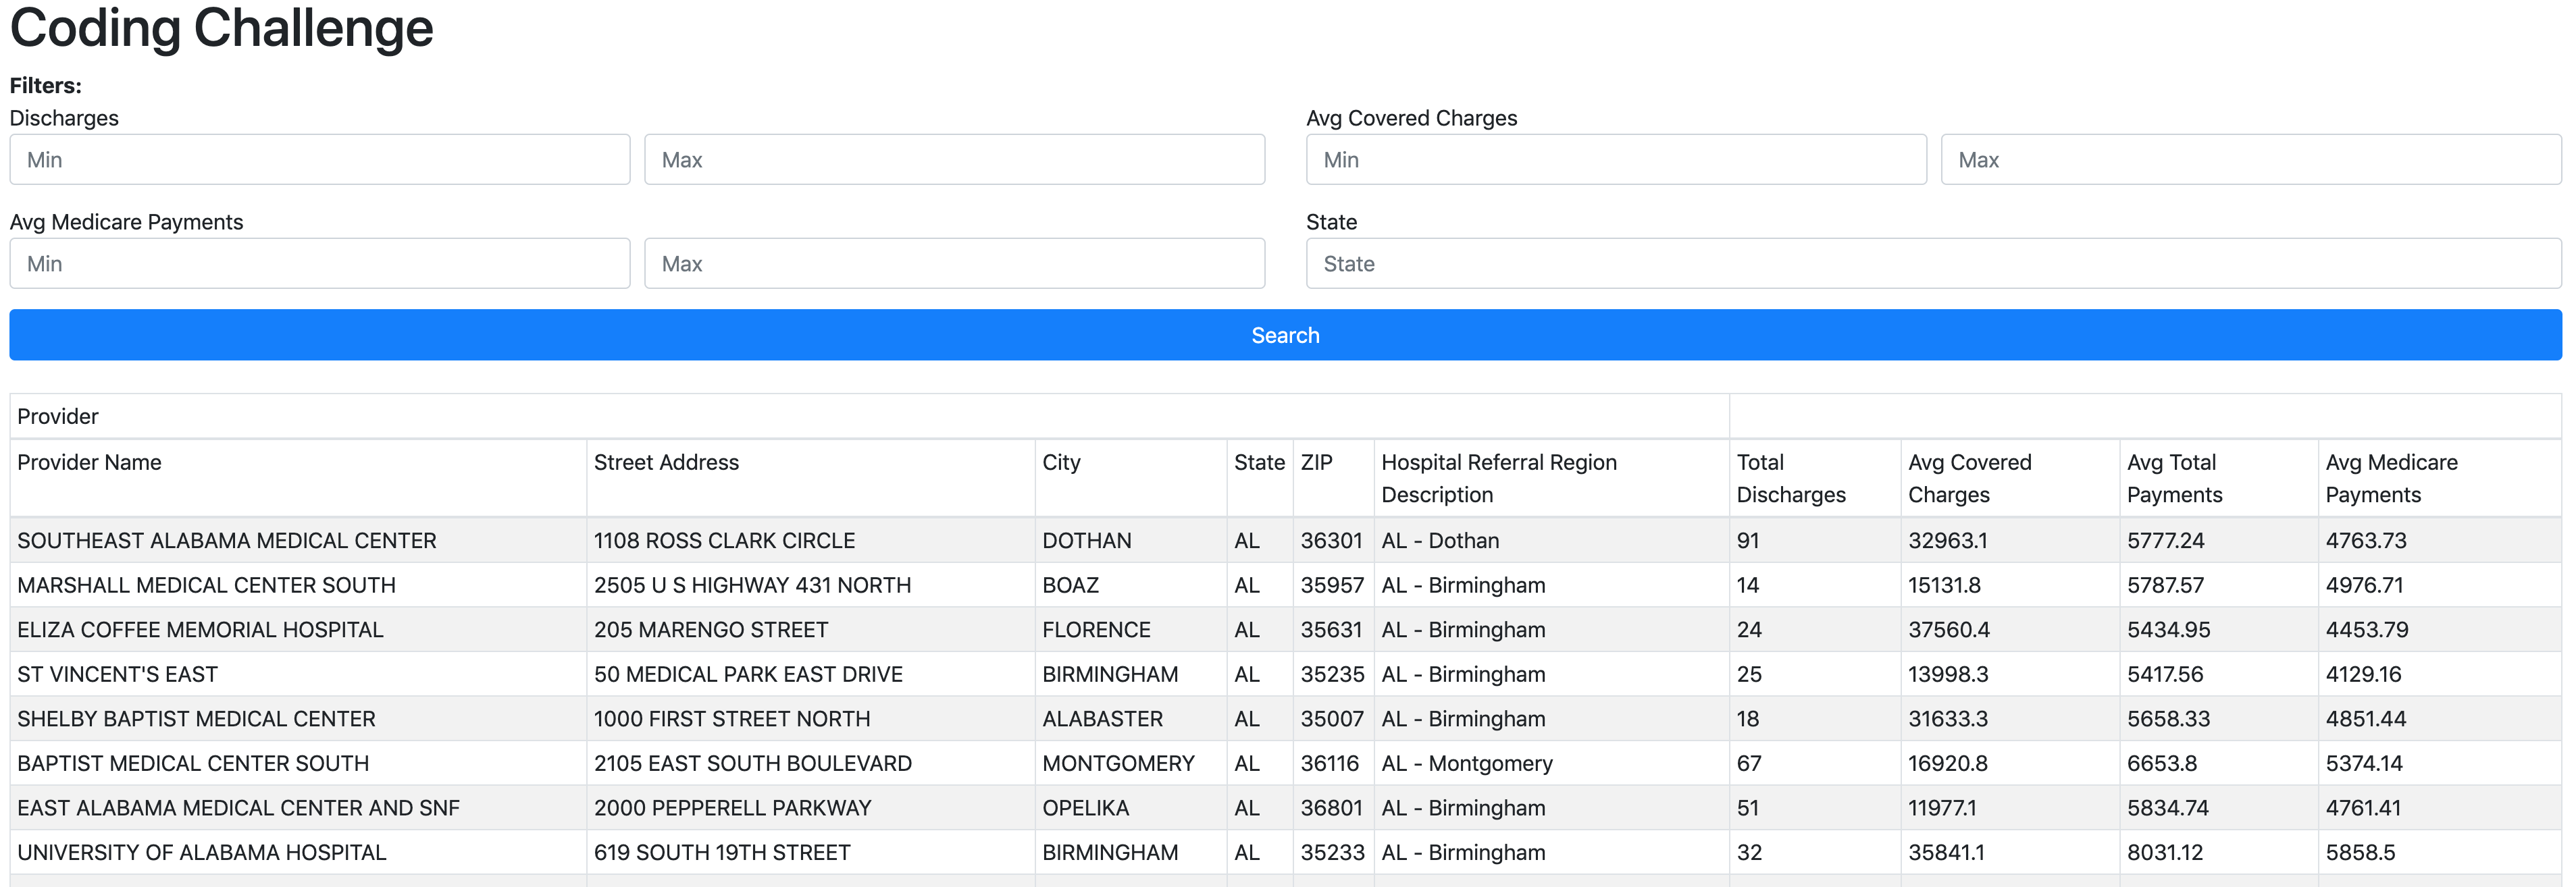 Coding Challenge
Filters:
Discharges
Min Max
Avg Covered Charges
Min Max
Avg Medicare Payments
Min Max
State
State
Search
Provider
Provider Name Street Address City State ZIP Hospital Referral Region Description Total Discharges Avg Covered Charges Avg Total Payments Avg Medicare Payments
SOUTHEAST ALABAMA MEDICAL CENTER 1108 ROSS CLARK CIRCLE DOTHAN AL 36301 AL - Dothan 91 32963.1 5777.24 4763.73
MARSHALL MEDICAL CENTER SOUTH 2505 U S HIGHWAY 431 NORTH BOAZ AL 35957 AL - Birmingham 14 15131.8 5787.57 4976.71
ELIZA COFFEE MEMORIAL HOSPITAL 205 MARENGO STREET FLORENCE AL 35631 AL - Birmingham 24 37560.4 5434.95 4453.79
ST VINCENT'S EAST 50 MEDICAL PARK EAST DRIVE BIRMINGHAM AL 35235 AL - Birmingham 25 13998.3 5417.56 4129.16
SHELBY BAPTIST MEDICAL CENTER 1000 FIRST STREET NORTH ALABASTER AL 35007 AL - Birmingham 18 31633.3 5658.33 4851.44
BAPTIST MEDICAL CENTER SOUTH 2105 EAST SOUTH BOULEVARD MONTGOMERY AL 36116 AL - Montgomery 67 16920.8 6653.8 5374.14
EAST ALABAMA MEDICAL CENTER AND SNF 2000 PEPPERELL PARKWAY OPELIKA AL 36801 AL - Birmingham 51 11977.1 5834.74 4761.41
UNIVERSITY OF ALABAMA HOSPITAL 619 SOUTH 19TH STREET BIRMINGHAM AL 35233 AL - Birmingham 32 35841.1 8031.12 5858.5